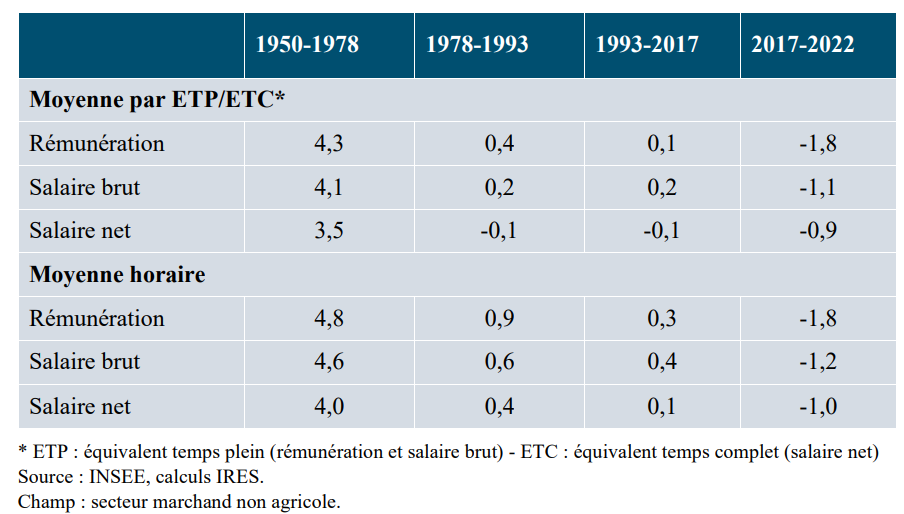 1950-1978 1978-1993 1993-2017 2017-2022
Moyenne par ETP/ETC*
Rémunération 4,3 0,4 0,1 -1,8
Salaire brut 4,1 0,2 0,2 -1,1
Salaire net 3,5 -0,1 -0,1 -0,9
Moyenne horaire
Rémunération 4,8 0,9 0,3 -1,8
Salaire brut 4,6 0,6 0,4 -1,2
Salaire net 4,0 0,4 0,1 -1,0
* ETP : équivalent temps plein (rémunération et salaire brut) - ETC : équivalent temps complet (salaire net)
Source : INSEE, calculs IRES.
Champ : secteur marchand non agricole.